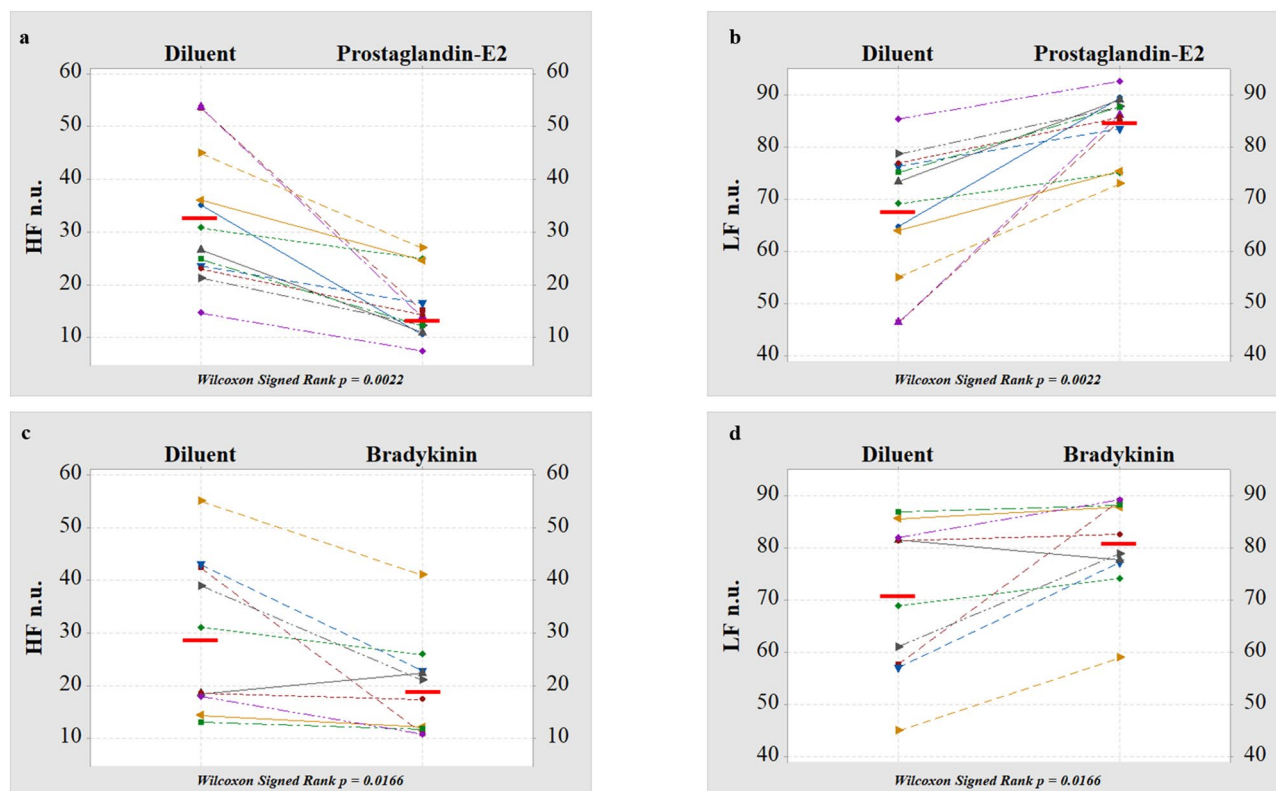 a
Diluent Prostaglandin-E2
60 60
50 50
40 40
30 30
20 20
10 10
HF n.u.
Wilcoxon Signed Rank p = 0.0022
b
Diluent Prostaglandin-E2
90 90
80 80
70 70
60 60
50 50
40 40
LF n.u.
Wilcoxon Signed Rank p = 0.0022
c
Diluent Bradykinin
60 60
50 50
40 40
30 30
20 20
10 10
HF n.u.
Wilcoxon Signed Rank p = 0.0166
d
Diluent Bradykinin
90 90
80 80
70 70
60 60
50 50
40 40
LF n.u.
Wilcoxon Signed Rank p = 0.0166